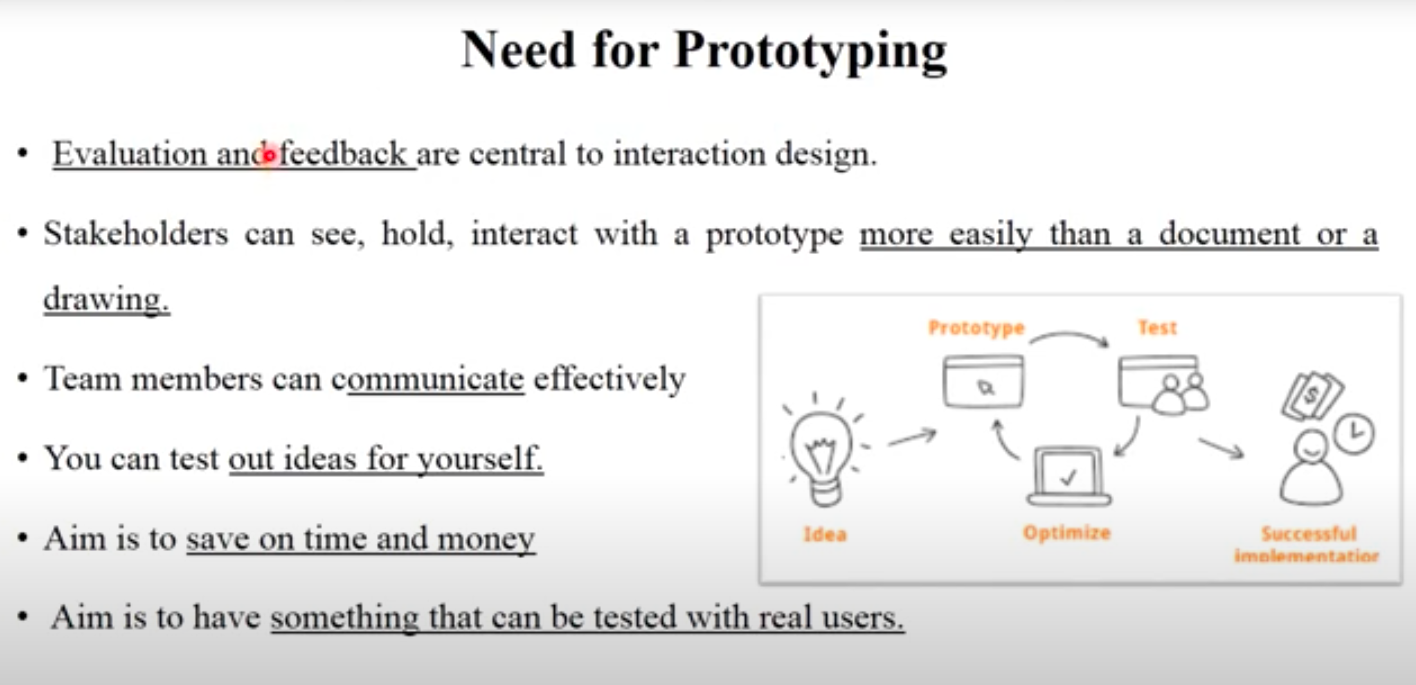 Need for Prototyping
• Evaluation and feedback are central to interaction design.
• Stakeholders can see, hold, interact with a prototype more easily than a document or a
drawing.
• Team members can communicate effectively
• You can test out ideas for yourself.
• Aim is to save on time and money
• Aim is to have something that can be tested with real users.
Prototype
Test
Idea
Optimize
Successful
implementation
$